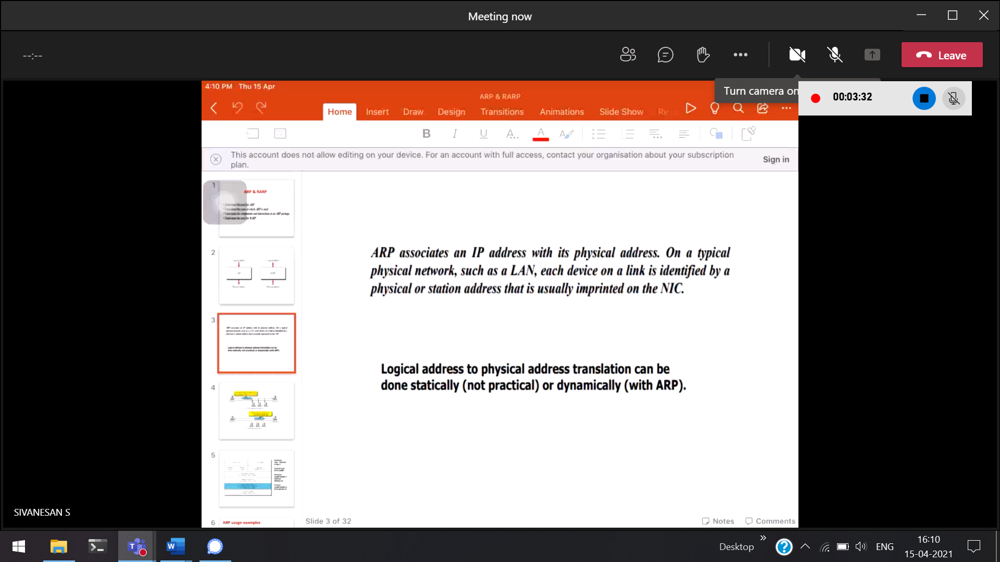 Meeting now
--:--
Leave
Turn camera on
00:03:32
4:10 PM Thu 15 Apr
ARP & RARP
Home Insert Draw Design Transitions Animations Slide Show Re
B I U A.. A
This account does not allow editing on your device. For an account with full access, contact your organisation about your subscription
plan.
Sign in
1
ARP & RARP
2
3
4
5
6 ARP usage examples
ARP associates an IP address with its physical address. On a typical
physical network, such as a LAN, each device on a link is identified by a
physical or station address that is usually imprinted on the NIC.
Logical address to physical address translation can be
done statically (not practical) or dynamically (with ARP).
SIVANESAN S
Slide 3 of 32
Notes Comments
Desktop
ENG
16:10
15-04-2021